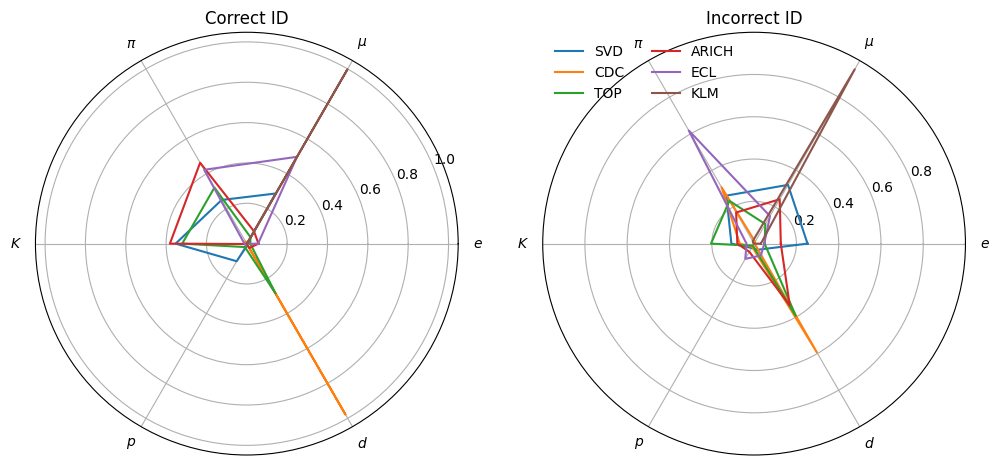 Correct ID
Incorrect ID
π
μ
1.0
0.8
0.6
0.4
0.2
K
e
p
d
π
μ
SVD
CDC
TOP
ARICH
ECL
KLM
0.8
0.6
0.4
0.2
K
e
p
d